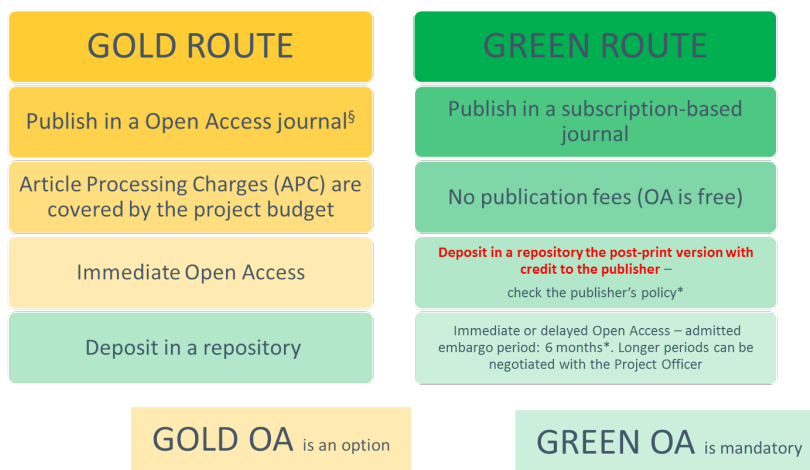 GOLD ROUTE
Publish in a Open Access journal§
Article Processing Charges (APC) are
covered by the project budget
Immediate Open Access
Deposit in a repository
GREEN ROUTE
Publish in a subscription-based
journal
No publication fees (OA is free)
Deposit in a repository the post-print version with
credit to the publisher –
check the publisher's policy*
Immediate or delayed Open Access – admitted
embargo period: 6 months*. Longer periods can be
negotiated with the Project Officer
GOLD OA is an option
GREEN OA is mandatory